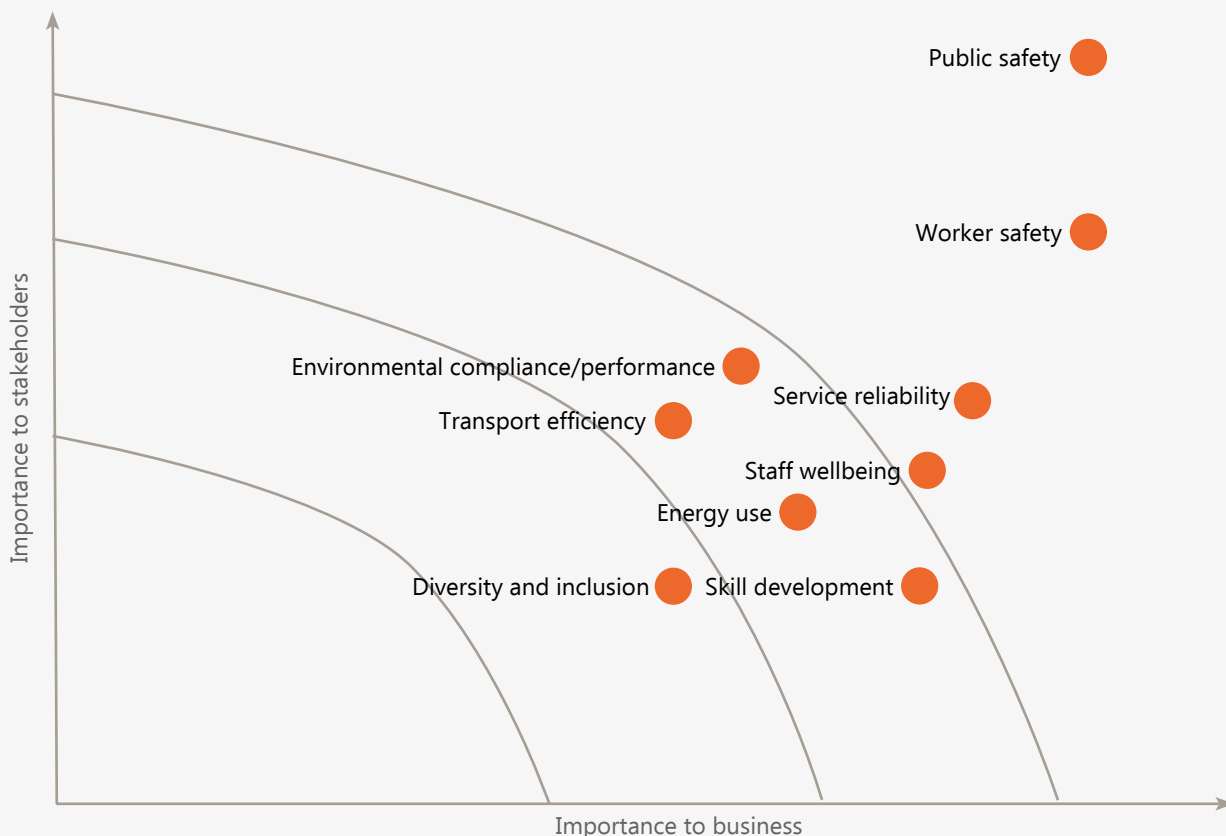 Public safety
Worker safety
Environmental compliance/performance
Service reliability
Transport efficiency
Staff wellbeing
Energy use
Diversity and inclusion
Skill development
Importance to stakeholders
Importance to business